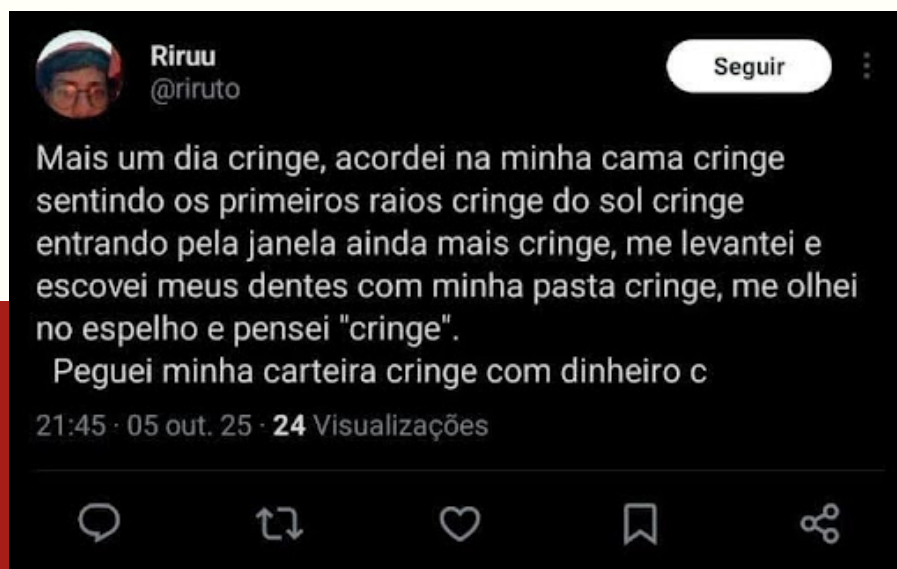 Riruu
@riruto
Seguir
Mais um dia cringe, acordei na minha cama cringe
sentindo os primeiros raios cringe do sol cringe
entrando pela janela ainda mais cringe, me levantei e
escovei meus dentes com minha pasta cringe, me olhei
no espelho e pensei "cringe".
Peguei minha carteira cringe com dinheiro c
21:45 · 05 out. 25 · 24 Visualizações